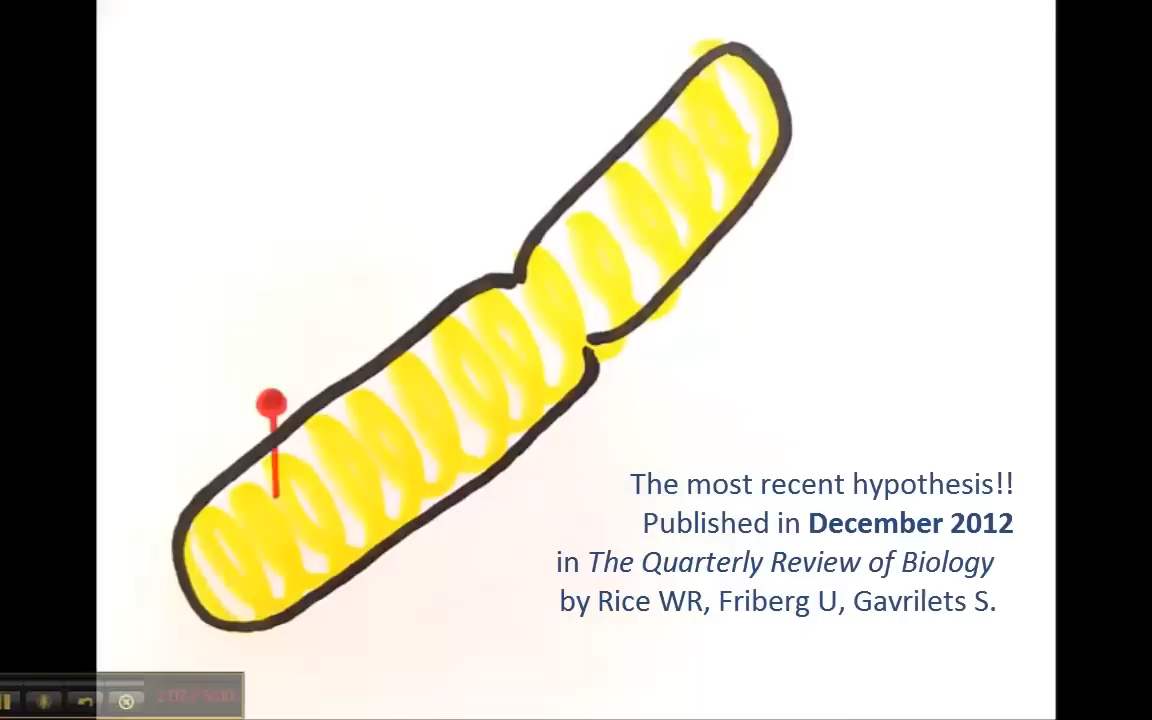 The most recent hypothesis!!
Published in December 2012
in The Quarterly Review of Biology
by Rice WR, Friberg U, Gavrilets S.